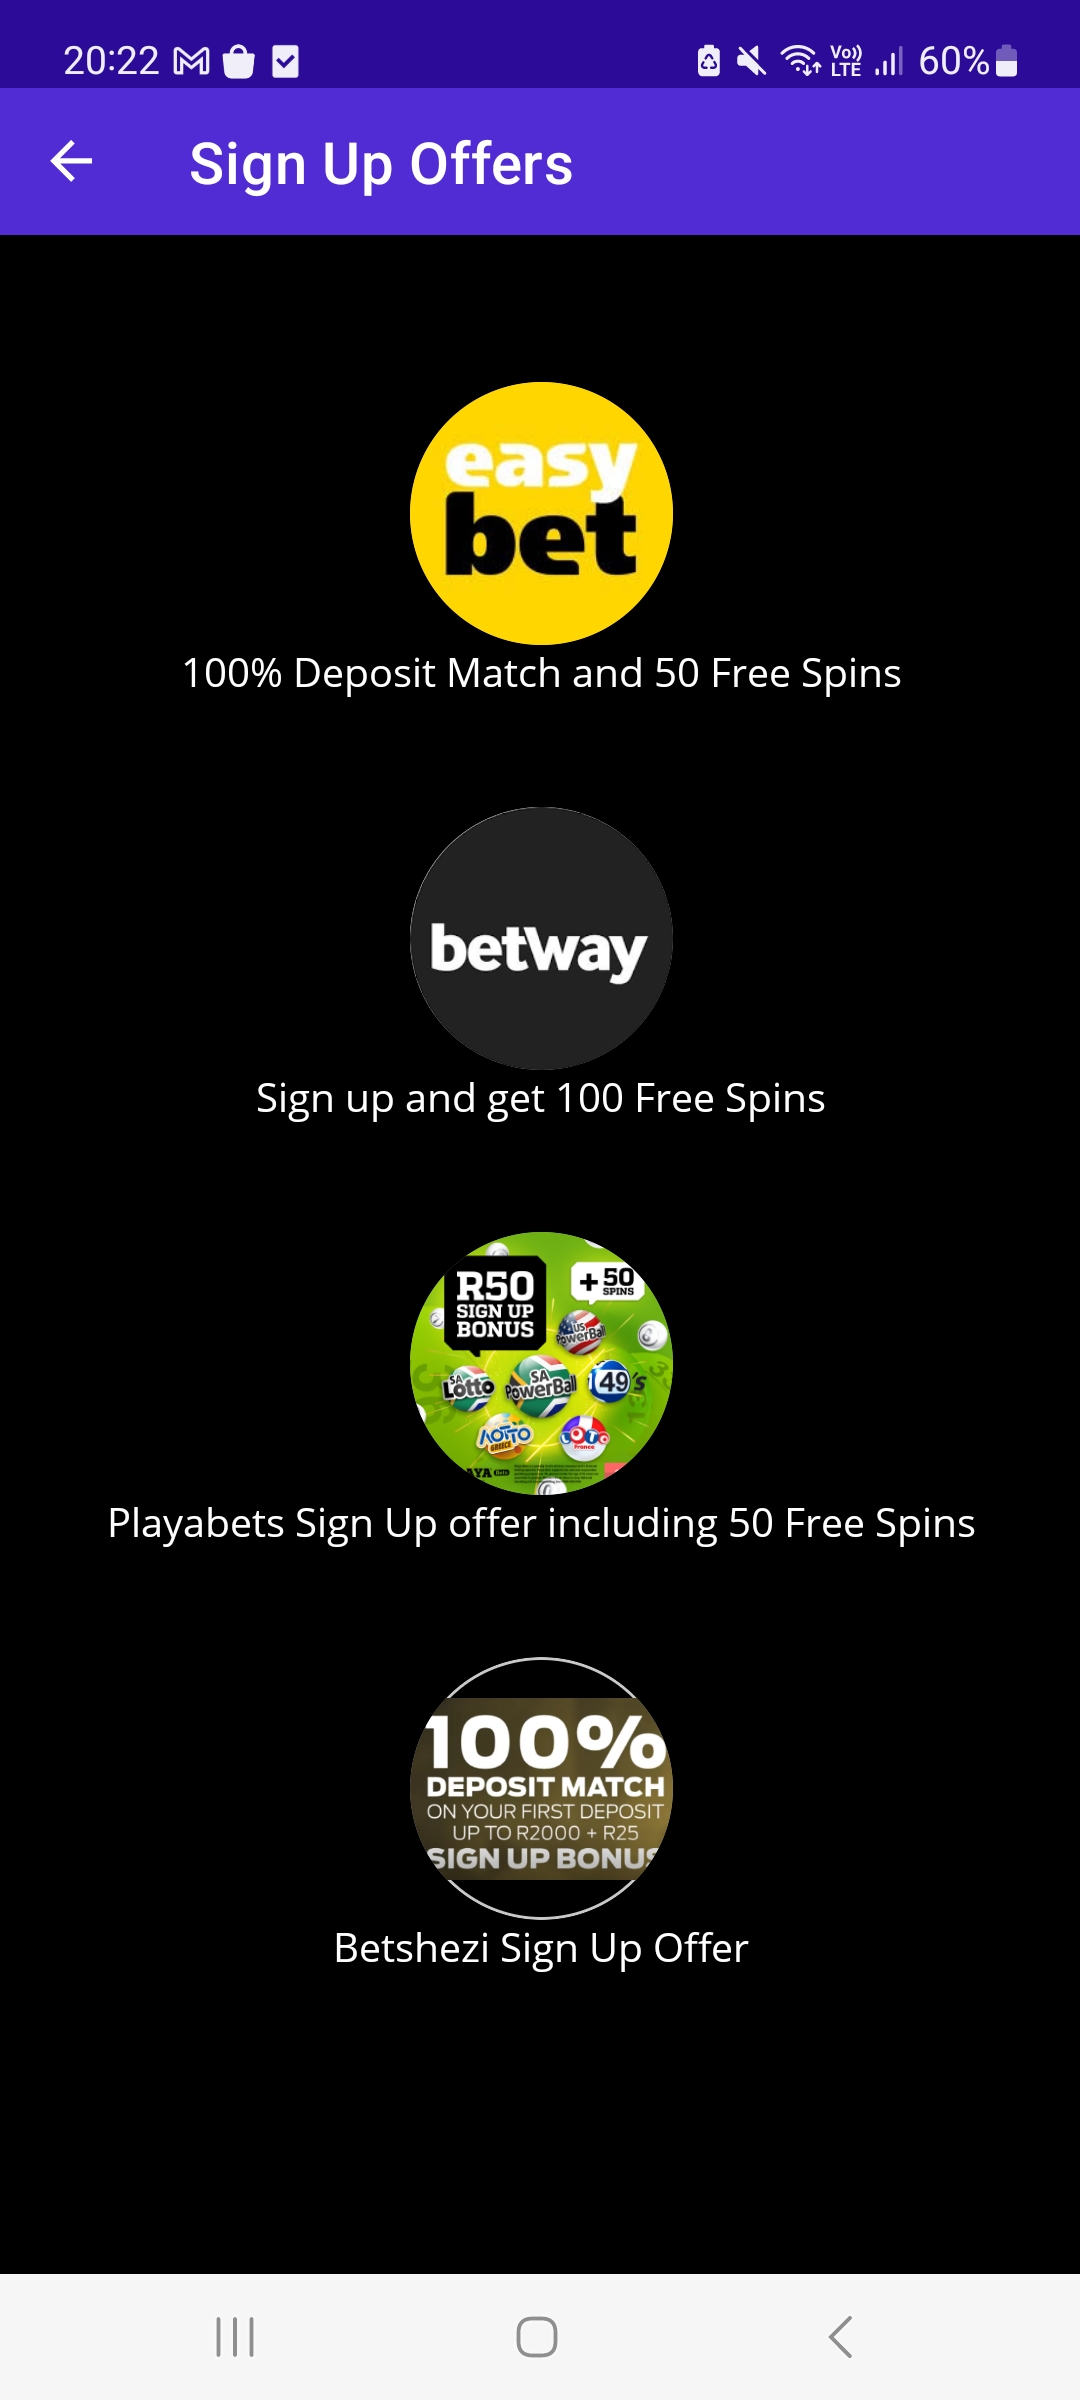 20:22
Vo)) LTE
60%
Sign Up Offers
easy
bet
100% Deposit Match and 50 Free Spins
betway
Sign up and get 100 Free Spins
R50
SIGN UP
BONUS
+50
SPINS
US
PowerBall
SA
Lotto
SA
PowerBall
49's
LOTTO
GREECE
LOTO
France
Playabets Sign Up offer including 50 Free Spins
100%
DEPOSIT MATCH
ON YOUR FIRST DEPOSIT
UP TO R2000 + R25
SIGN UP BONUS
Betshezi Sign Up Offer